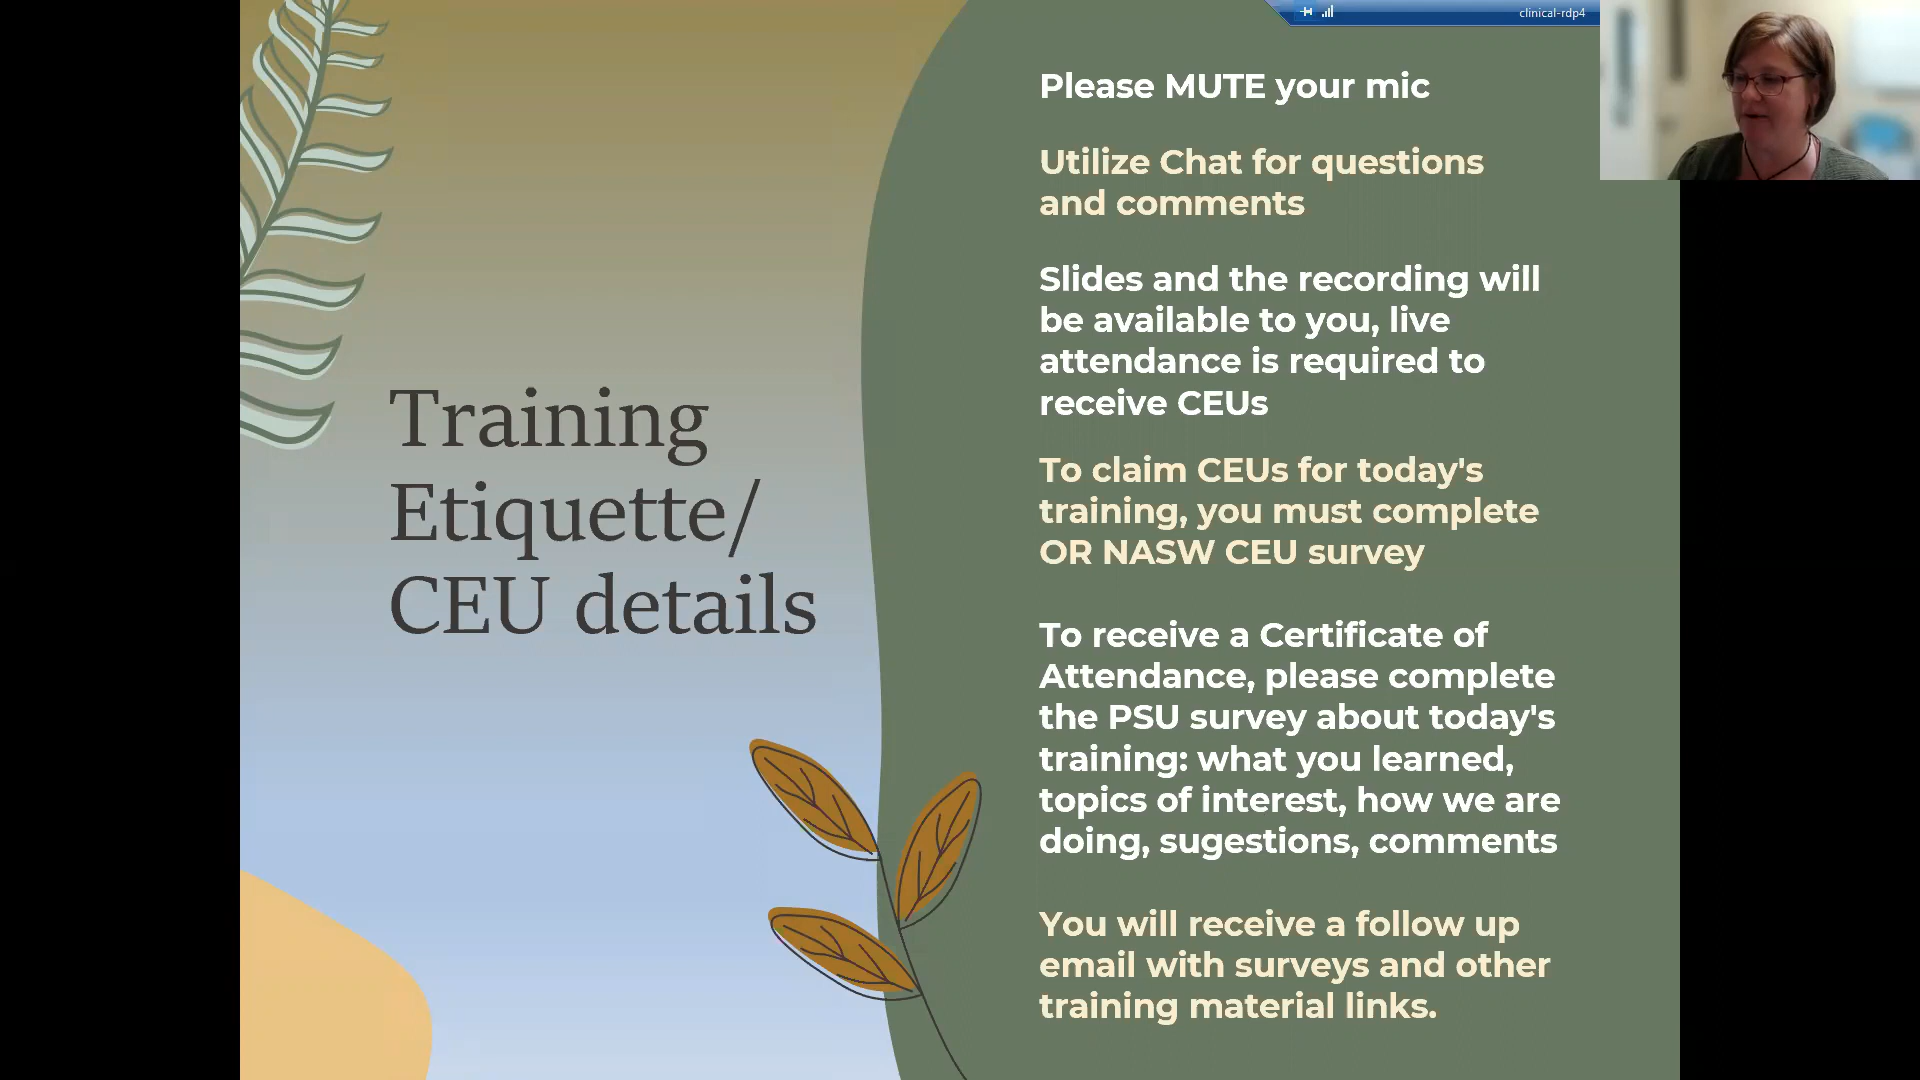 clinical-rdp4
Training
Etiquette/
CEU details
Please MUTE your mic
Utilize Chat for questions
and comments
Slides and the recording will
be available to you, live
attendance is required to
receive CEUs
To claim CEUs for today's
training, you must complete
OR NASW CEU survey
To receive a Certificate of
Attendance, please complete
the PSU survey about today's
training: what you learned,
topics of interest, how we are
doing, sugestions, comments
You will receive a follow up
email with surveys and other
training material links.